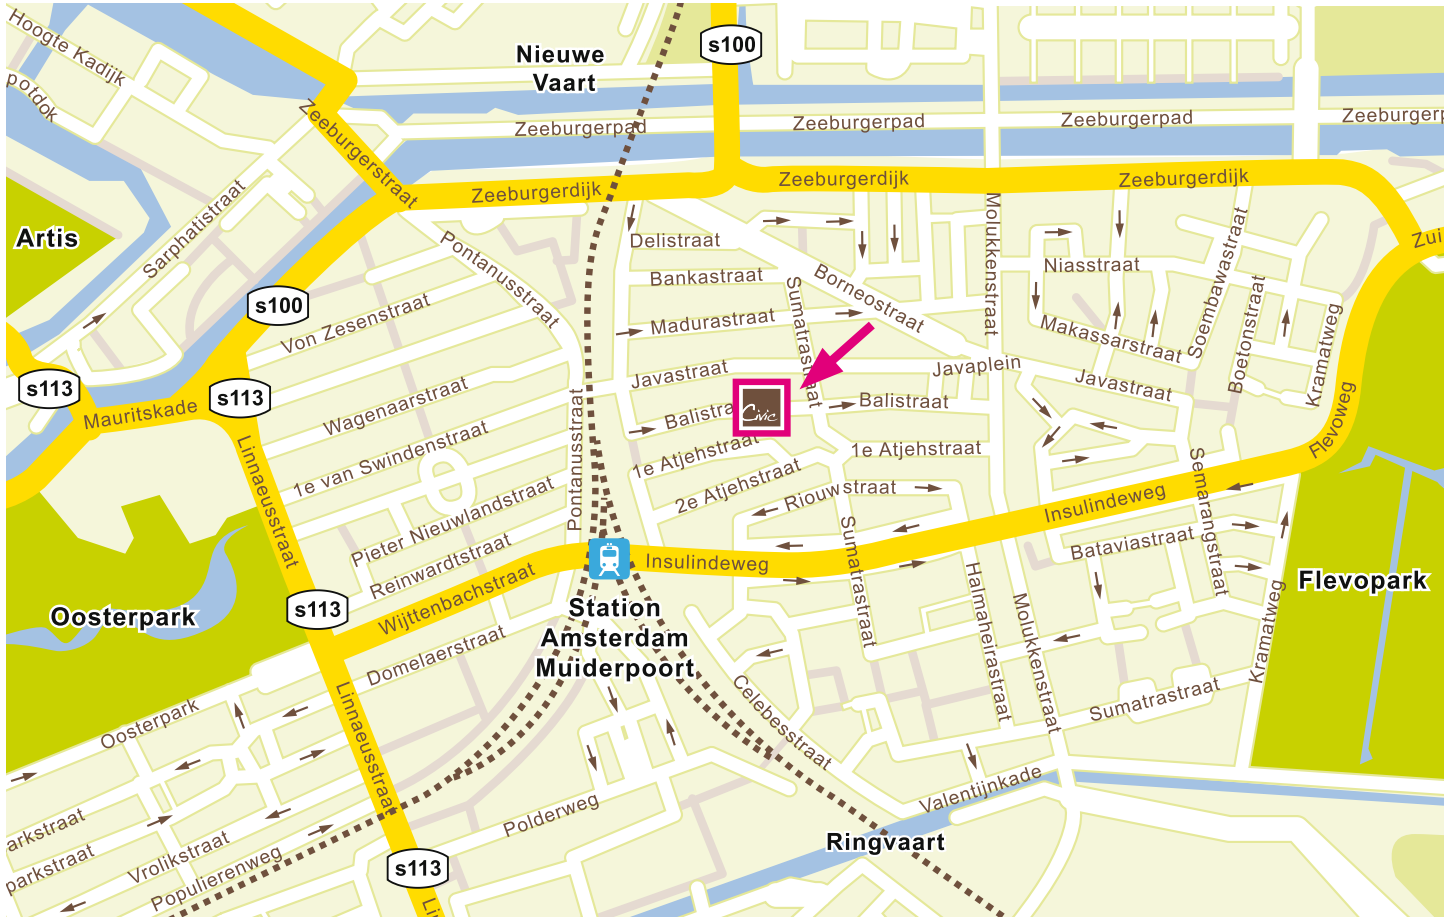 Hoogte Kadijk
potdok
Nieuwe
Vaart
s100
Zeeburgerpad
Zeeburgerpad
Zeeburgerpad
Zeeburgerp
Zeeburgerstraat
Zeeburgerdijk
Zeeburgerdijk
Zeeburgerdijk
Zui
Artis
Sarphatistraat
Pontanusstraat
Delistraat
Bankastraat
Borneostraat
Molukkenstraat
Niasstraat
Soembawastraat
Boetonstraat
Kramatweg
s100
Von Zesenstraat
Madurastraat
Sumatrastraat
Makassarstraat
s113
s113
Mauritskade
Wagenaarstraat
Javastraat
Javaplein
Javastraat
Balistra
Civic
Balistraat
Flevoweg
Linnaeusstraat
1e van Swindenstraat
Pontanusstraat
1e Atjehstraat
1e Atjehstraat
2e Atjehstraat
Riouwstraat
Semarangstraat
Insulindeweg
Pieter Nieuwlandstraat
Reinwardtstraat
Insulindeweg
Sumatrastraat
Bataviastraat
Flevopark
Oosterpark
s113
Wijttenbachstraat
Station
Amsterdam
Muiderpoort
Halmaheirastraat
Molukkenstraat
Kramatweg
Domelaerstraat
Celebesstraat
Sumatrastraat
Oosterpark
Linnaeusstraat
Valentijnkade
Polderweg
Ringvaart
arkstraat
parkstraat
Vrolikstraat
Populierenweg
s113
Li